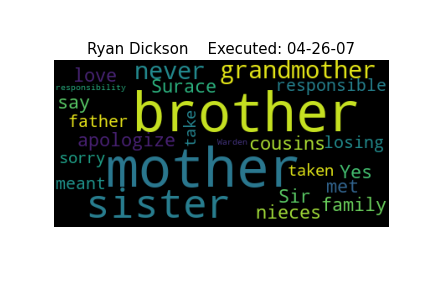 Ryan Dickson    Executed: 04-26-07
love never grandmother
responsibility Surace responsible
say brother
father take
apologize Warden cousins losing
sorry mother taken Yes
meant met
sister Sir family
nieces